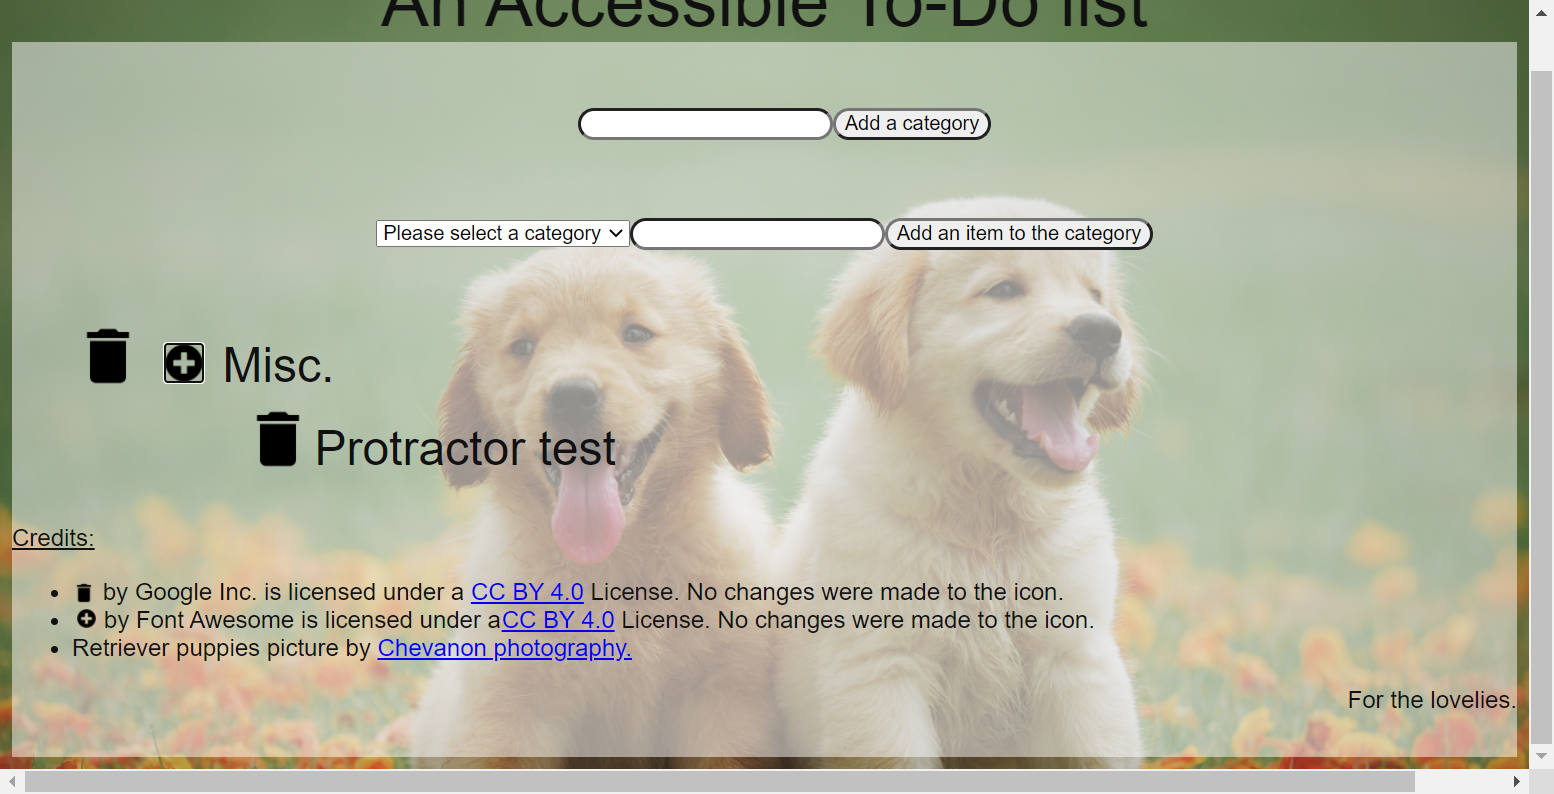 An Accessible To-Do list
Add a category
Please select a category Add an item to the category
Misc.
Protractor test
Credits:
by Google Inc. is licensed under a CC BY 4.0 License. No changes were made to the icon.
by Font Awesome is licensed under aCC BY 4.0 License. No changes were made to the icon.
Retriever puppies picture by Chevanon photography.
For the lovelies.